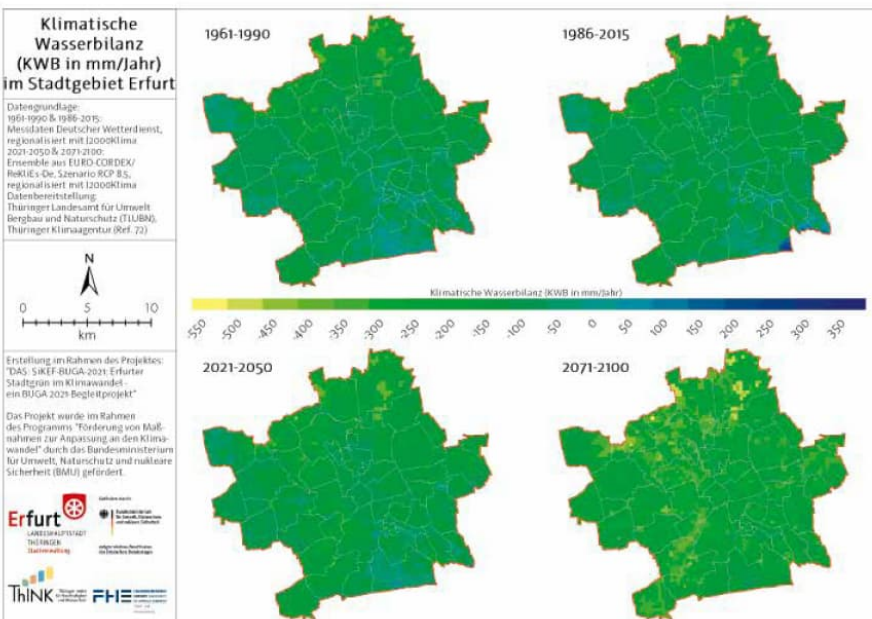 Klimatische
Wasserbilanz
(KWB in mm/Jahr)
im Stadtgebiet Erfurt
Datengrundlage:
1961-1990 & 1986-2015:
Messdaten Deutscher Wetterdienst,
regionalisiert mit J2000Klima
2021-2050 & 2071-2100:
Ensemble aus EURO-CORDEX/
ReKliEs-De, Szenario RCP 8.5,
regionalisiert mit J2000Klima
Datenbereitstellung:
Thüringer Landesamt für Umwelt
Bergbau und Naturschutz (TLUBN),
Thüringer Klimaagentur (Ref. 72)
N
0 5 10
km
Erstellung im Rahmen des Projektes:
"DAS: SiKEF-BUGA-2021: Erfurter
Stadtgrün im Klimawandel -
ein BUGA 2021 Begleitprojekt"
Das Projekt wurde im Rahmen
des Programms "Förderung von Maß-
nahmen zur Anpassung an den Klima-
wandel" durch das Bundesministerium
für Umwelt, Naturschutz und nukleare
Sicherheit (BMU) gefördert.
Erfurt
LANDESHAUPTSTADT
THÜRINGEN
Stadtverwaltung
ThINK
FHE
1961-1990
1986-2015
Klimatische Wasserbilanz (KWB in mm/Jahr)
-550 -500 -450 -400 -350 -300 -250 -200 -150 -100 -50 0 50 100 150 200 250 300 350
2021-2050
2071-2100